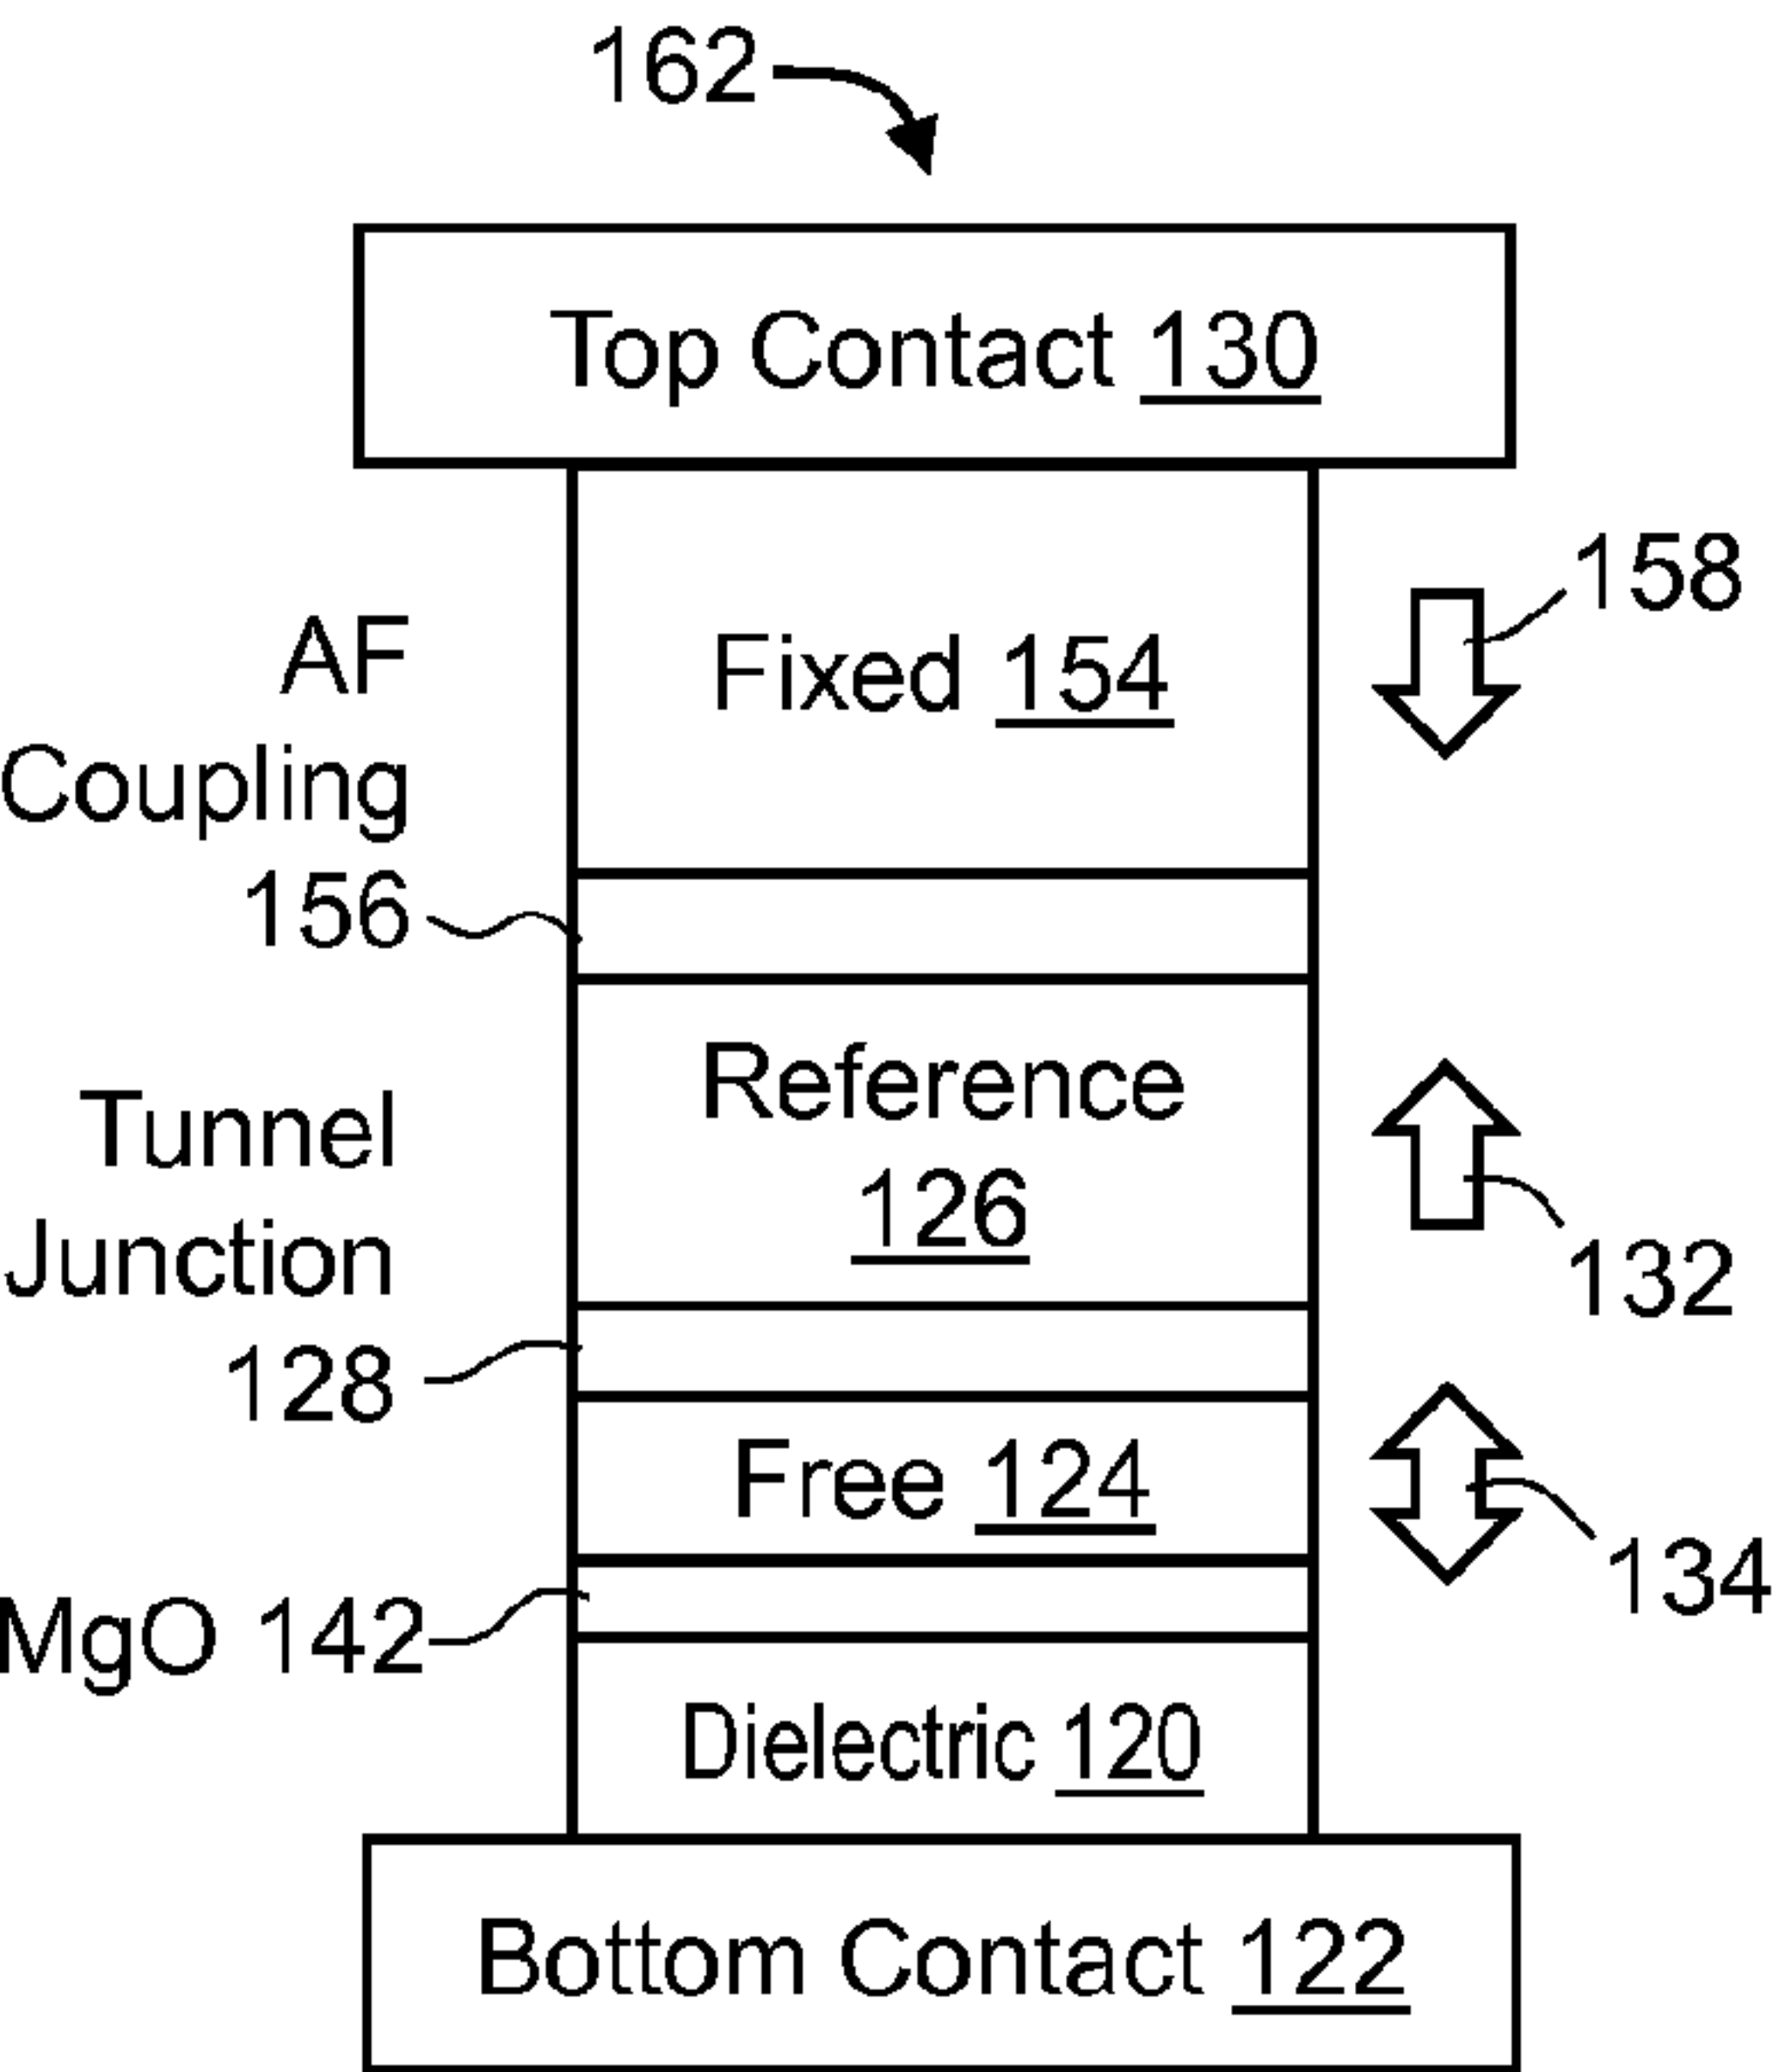 162
Top Contact 130
158
AF
Coupling
156
Fixed 154
Reference
126
Tunnel
Junction
128
132
Free 124
134
MgO 142
Dielectric 120
Bottom Contact 122